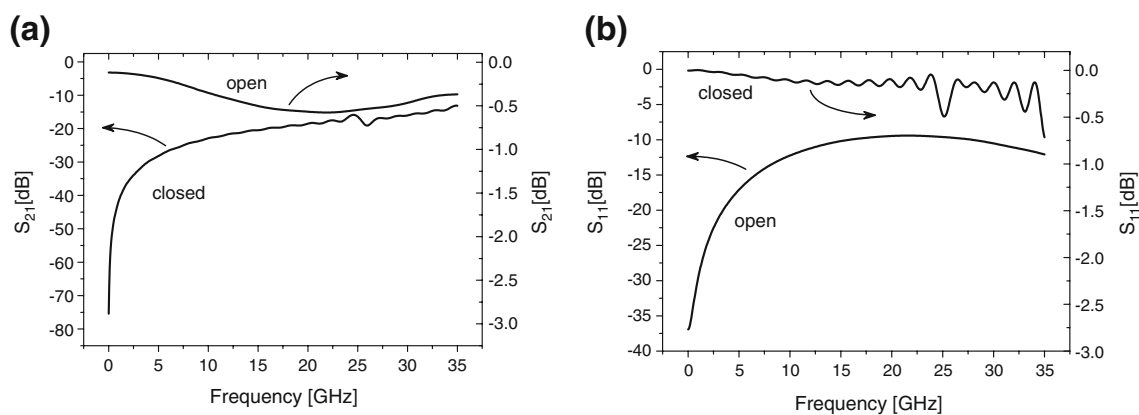 (a)
0
-10
-20
-30
-40
-50
-60
-70
-80
S21[dB]
open
closed
0.0
-0.5
-1.0
-1.5
-2.0
-2.5
-3.0
S21[dB]
0 5 10 15 20 25 30 35
Frequency [GHz]
(b)
0
-5
-10
-15
-20
-25
-30
-35
-40
S11[dB]
closed
open
0.0
-0.5
-1.0
-1.5
-2.0
-2.5
-3.0
S11[dB]
0 5 10 15 20 25 30 35
Frequency [GHz]